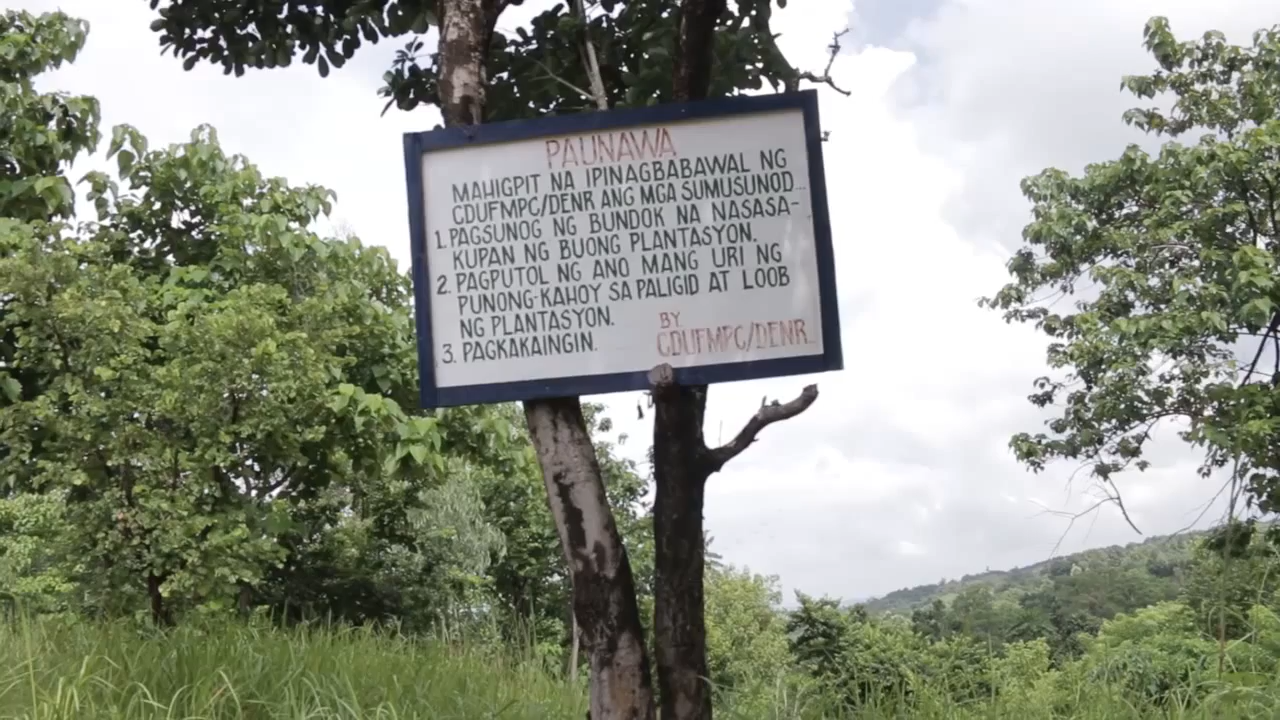 PAUNAWA
MAHIGPIT NA IPINAGBABAWAL NG
CDUFMPC/DENR ANG MGA SUMUSUNOD...
1. PAGSUNOG NG BUNDOK NA NASASA-
KUPAN NG BUONG PLANTASYON.
2. PAGPUTOL NG ANO MANG URI NG
PUNONG-KAHOY SA PALIGID AT LOOB
NG PLANTASYON.
3. PAGKAKAINGIN.
BY.
CDUFMPC/DENR...